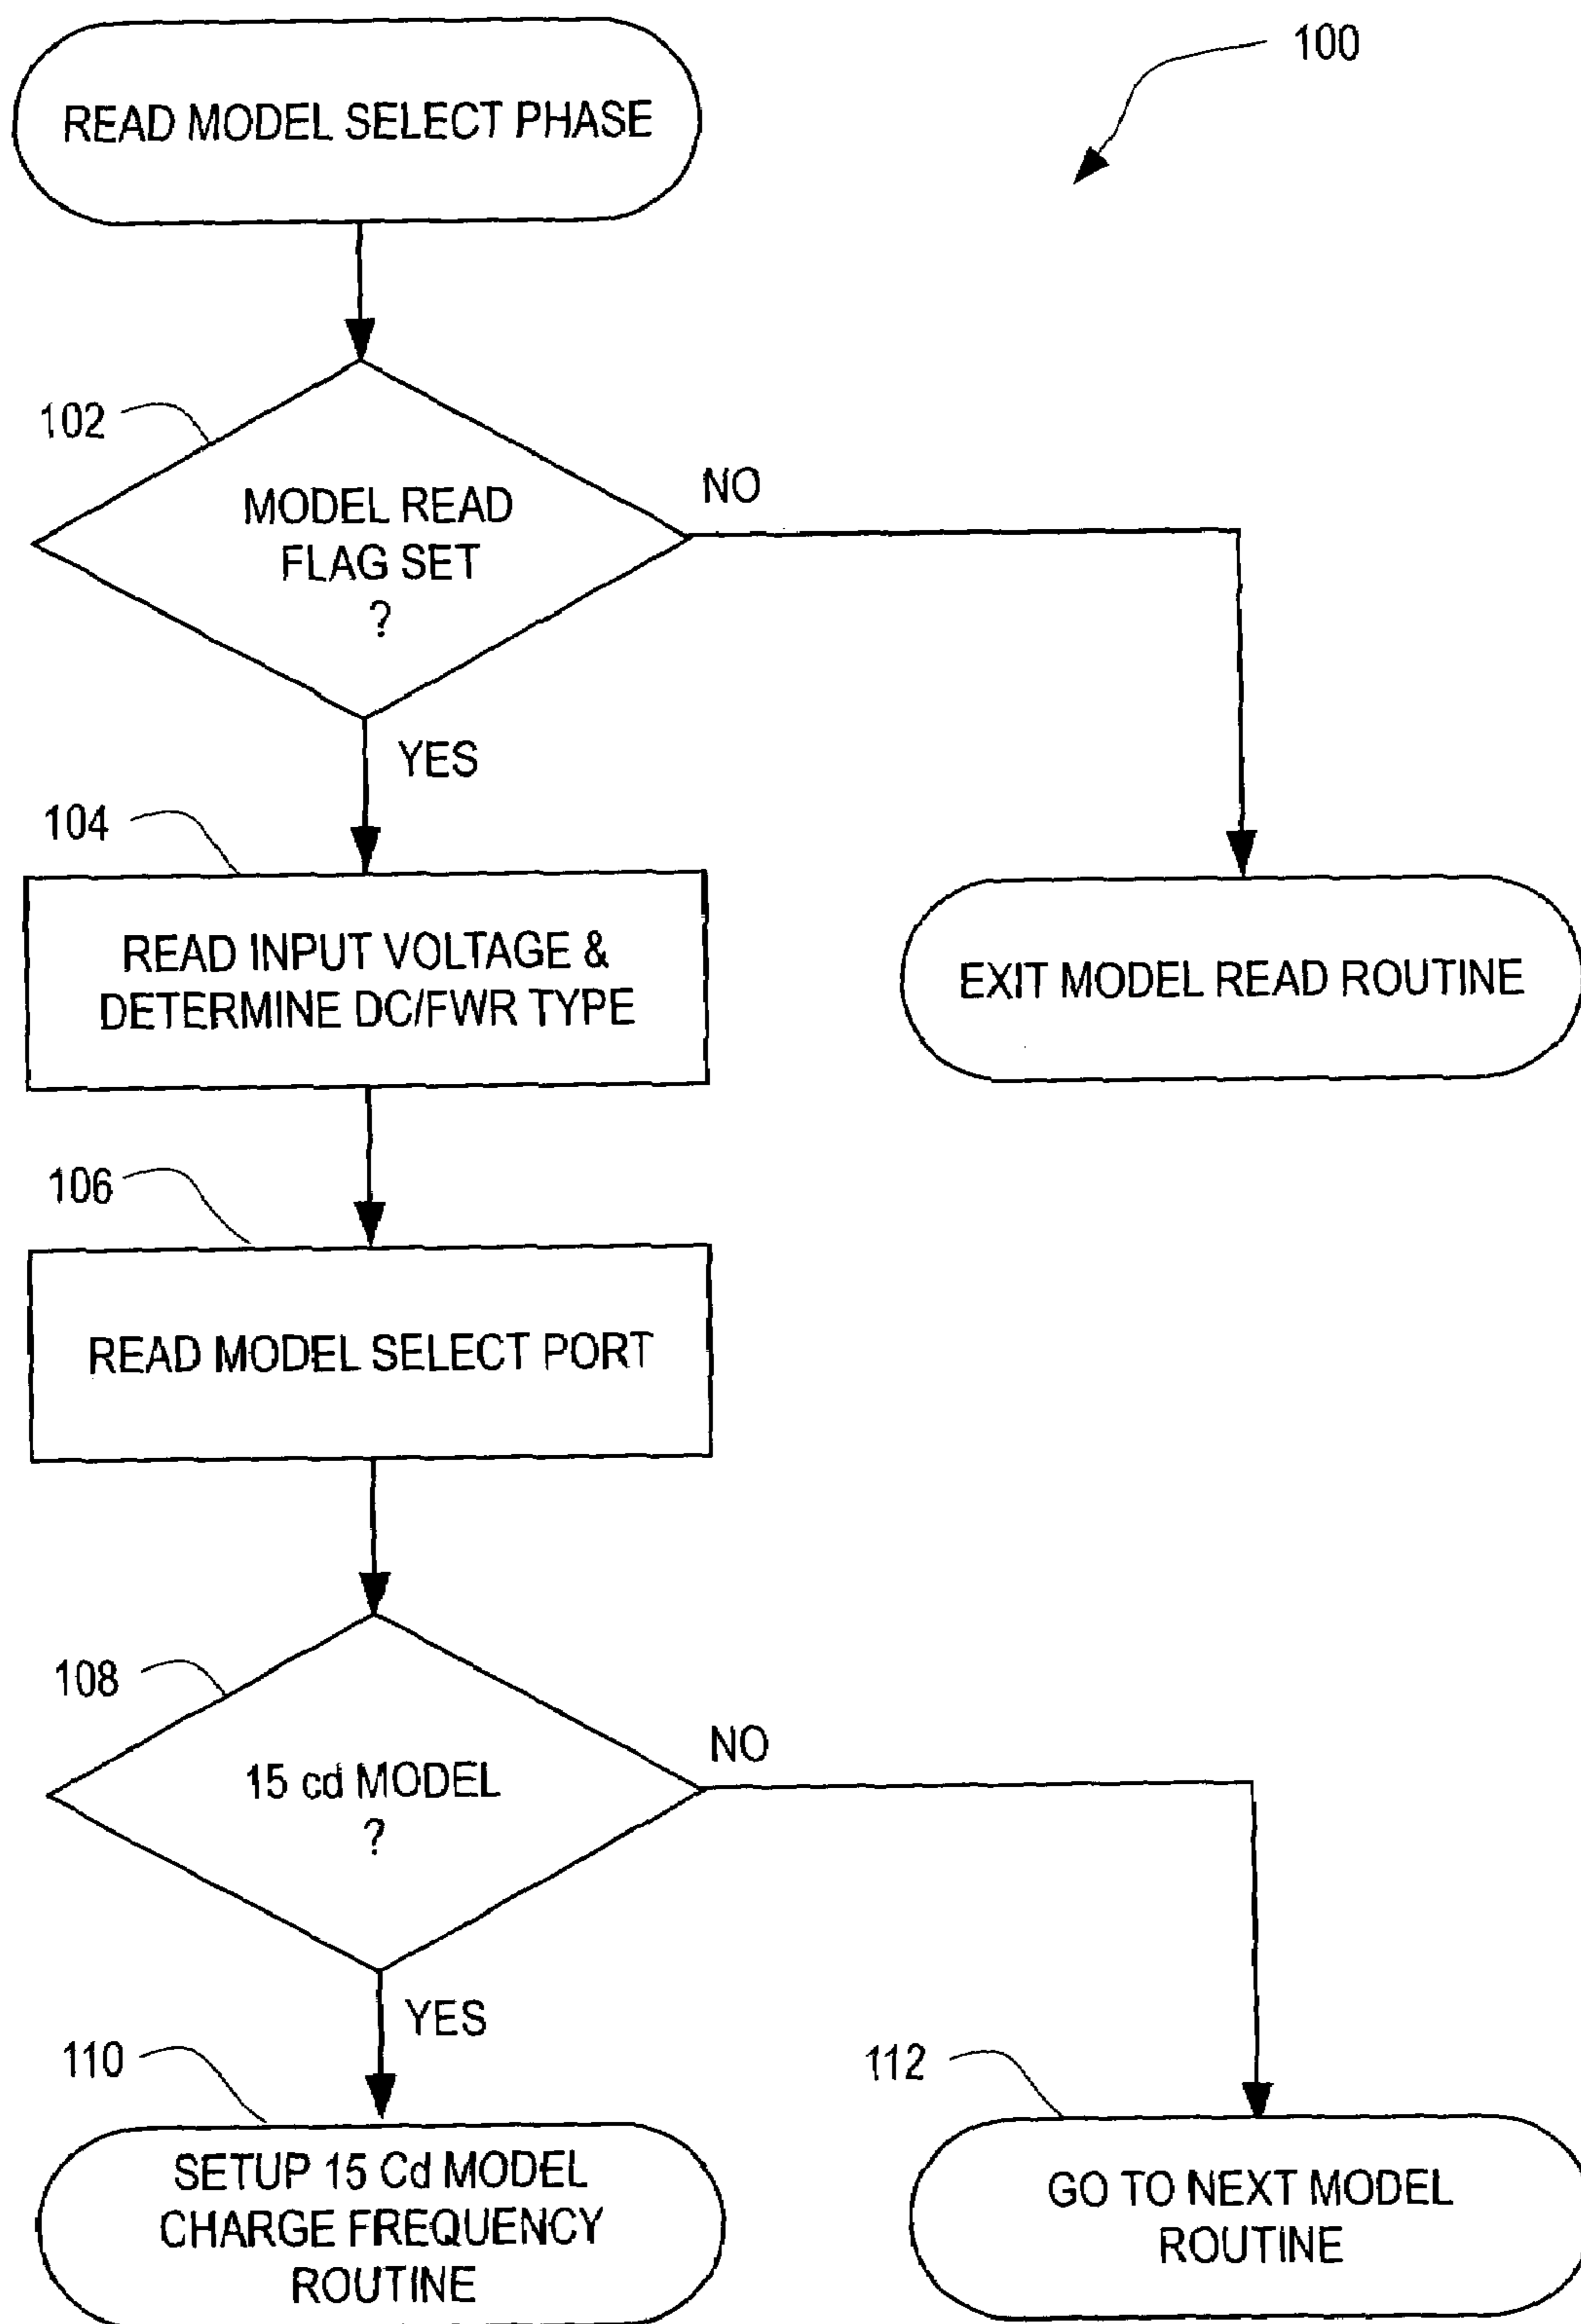 READ MODEL SELECT PHASE
100
102
MODEL READ
FLAG SET
?
NO
YES
104
READ INPUT VOLTAGE &
DETERMINE DC/FWR TYPE
EXIT MODEL READ ROUTINE
106
READ MODEL SELECT PORT
108
15 cd MODEL
?
NO
YES
110
SETUP 15 Cd MODEL
CHARGE FREQUENCY
ROUTINE
112
GO TO NEXT MODEL
ROUTINE